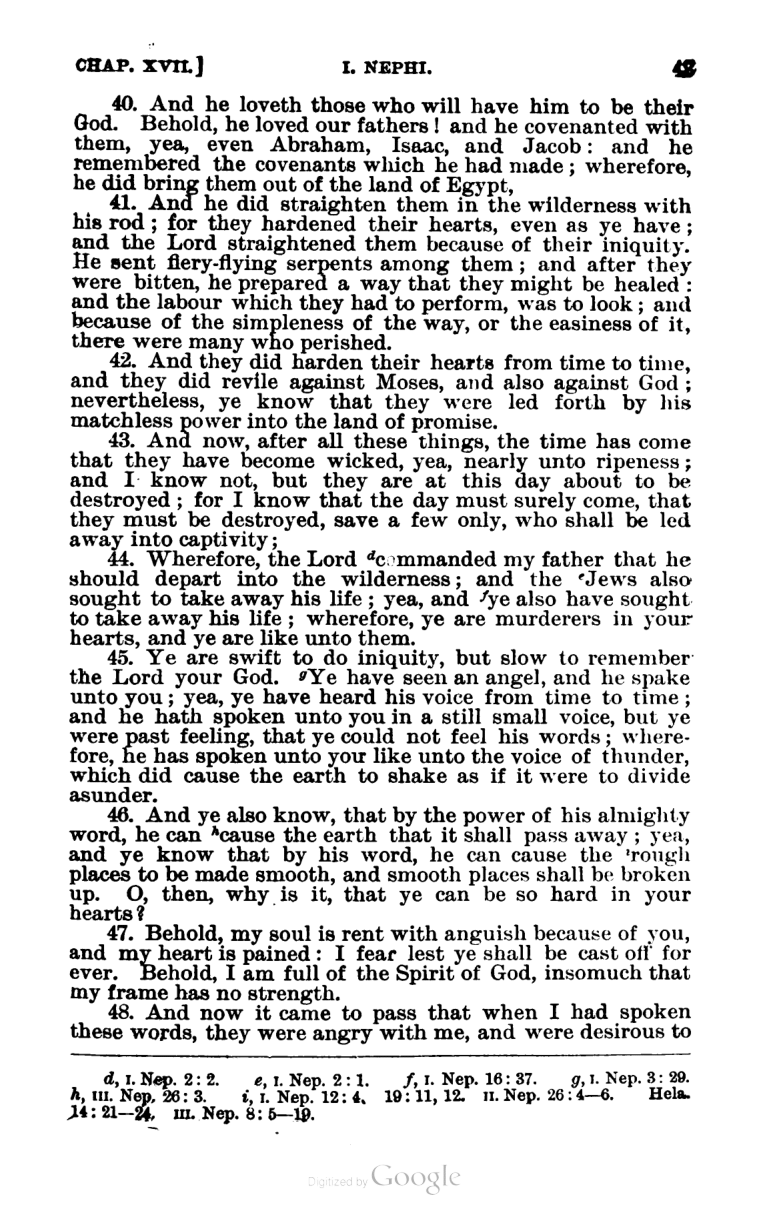 CHAP. XVII.] I. NEPHI.
40. And he loveth those who will have him to be their
God. Behold, he loved our fathers! and he covenanted with
them, yea, even Abraham, Isaac, and Jacob: and he
remembered the covenants which he had made; wherefore,
he did bring them out of the land of Egypt,
41. And he did straighten them in the wilderness with
his rod; for they hardened their hearts, even as ye have;
and the Lord straightened them because of their iniquity.
He sent fiery-flying serpents among them; and after they
were bitten, he prepared a way that they might be healed:
and the labour which they had to perform, was to look; and
because of the simpleness of the way, or the easiness of it,
there were many who perished.
42. And they did harden their hearts from time to time,
and they did revile against Moses, and also against God;
nevertheless, ye know that they were led forth by his
matchless power into the land of promise.
43. And now, after all these things, the time has come
that they have become wicked, yea, nearly unto ripeness;
and I know not, but they are at this day about to be
destroyed; for I know that the day must surely come, that
they must be destroyed, save a few only, who shall be led
away into captivity;
44. Wherefore, the Lord dcommanded my father that he
should depart into the wilderness; and the eJews also
sought to take away his life; yea, and fye also have sought
to take away his life; wherefore, ye are murderers in your
hearts, and ye are like unto them.
45. Ye are swift to do iniquity, but slow to remember
the Lord your God. gYe have seen an angel, and he spake
unto you; yea, ye have heard his voice from time to time;
and he hath spoken unto you in a still small voice, but ye
were past feeling, that ye could not feel his words; where-
fore, he has spoken unto you like unto the voice of thunder,
which did cause the earth to shake as if it were to divide
asunder.
46. And ye also know, that by the power of his almighty
word, he can hcause the earth that it shall pass away; yea,
and ye know that by his word, he can cause the irough
places to be made smooth, and smooth places shall be broken
up. O, then, why is it, that ye can be so hard in your
hearts?
47. Behold, my soul is rent with anguish because of you,
and my heart is pained: I fear lest ye shall be cast off for
ever. Behold, I am full of the Spirit of God, insomuch that
my frame has no strength.
48. And now it came to pass that when I had spoken
these words, they were angry with me, and were desirous to
d, I. Nep. 2: 2. e, I. Nep. 2: 1. f, I. Nep. 16: 37. g, I. Nep. 3: 29.
h, III. Nep. 26: 3. i, I. Nep. 12: 4, 19: 11, 12. II. Nep. 26: 4—6. Hela.
14: 21—24, III. Nep. 8: 5—19.
Digitized by Google